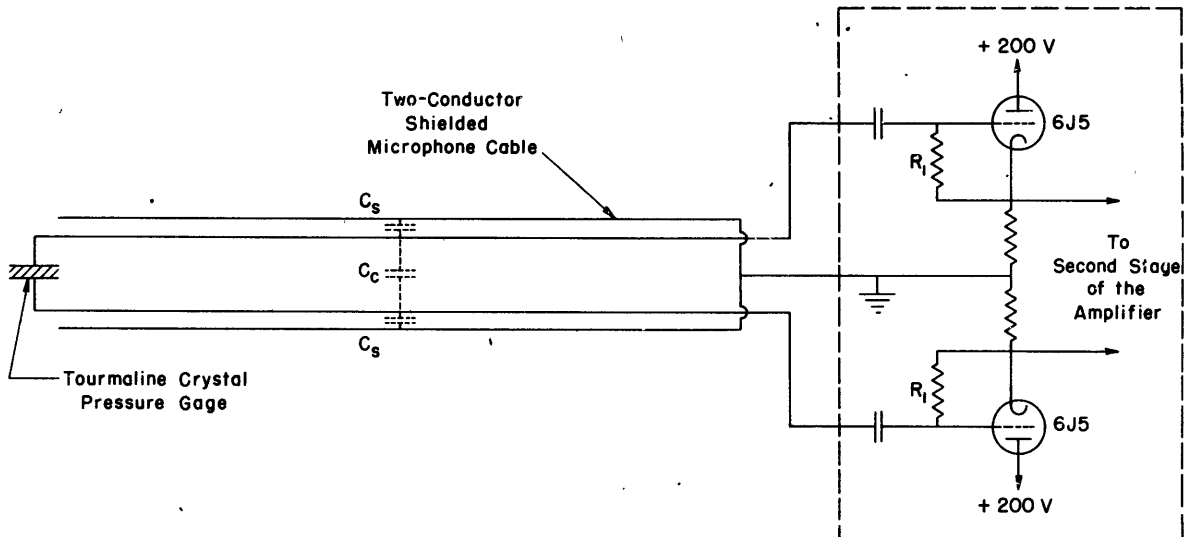 + 200 V
6J5
R1
Two-Conductor
Shielded
Microphone Cable
Cs
Cc
Cs
To
Second Stage
of the
Amplifier
Tourmaline Crystal
Pressure Gage
R1
6J5
+ 200 V